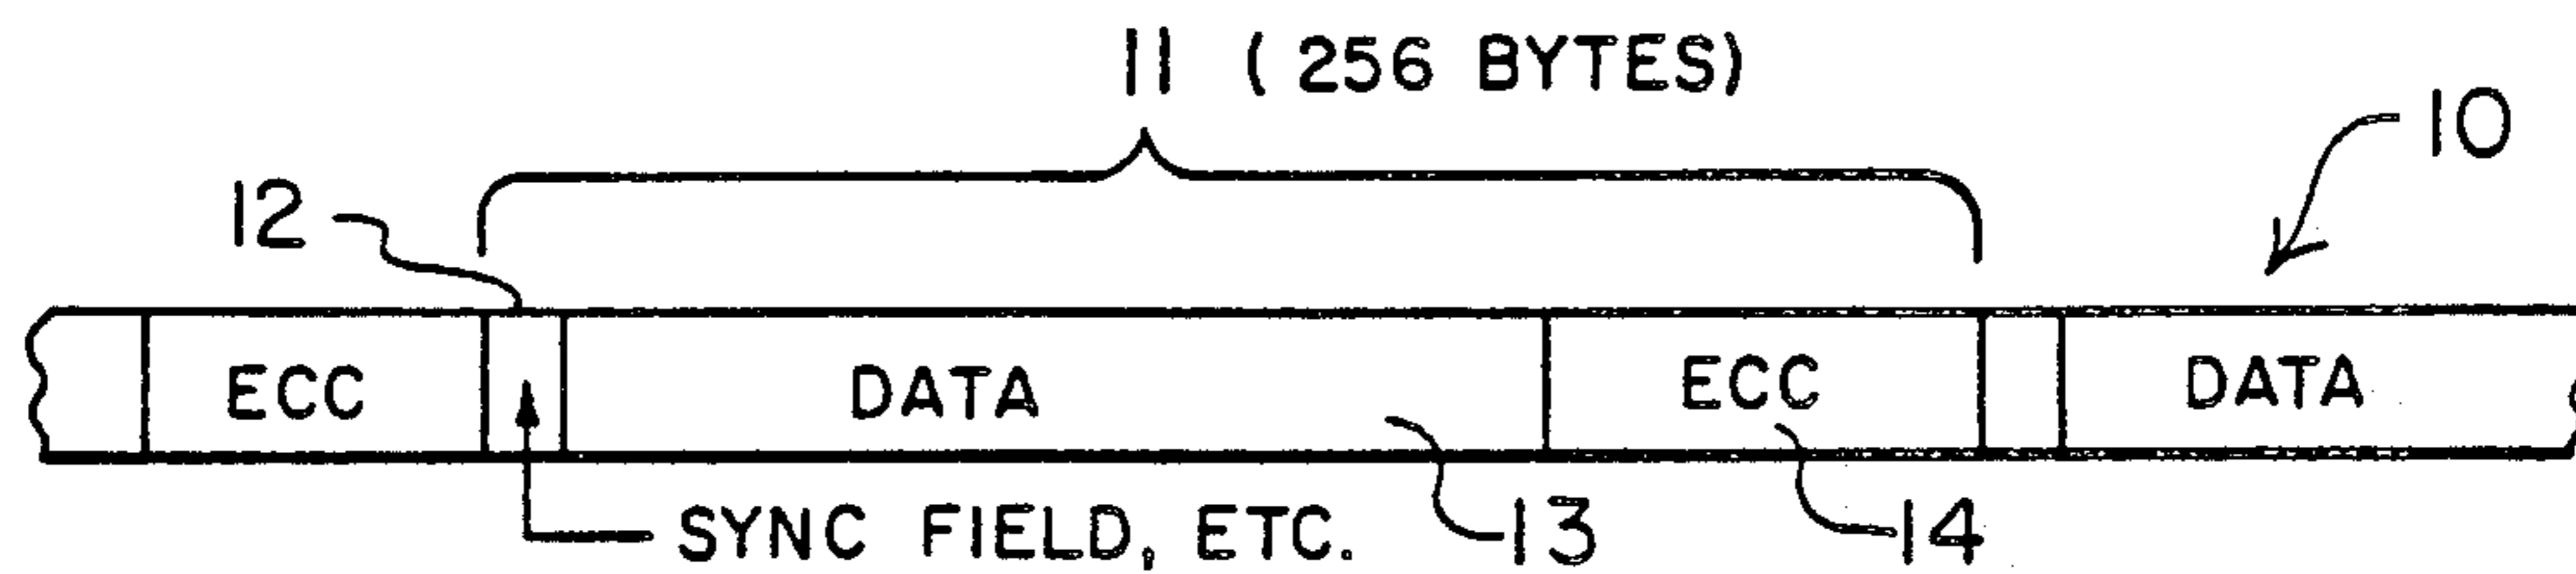 11 (256 BYTES)
10
12
ECC DATA ECC DATA
SYNC FIELD, ETC. 13 14